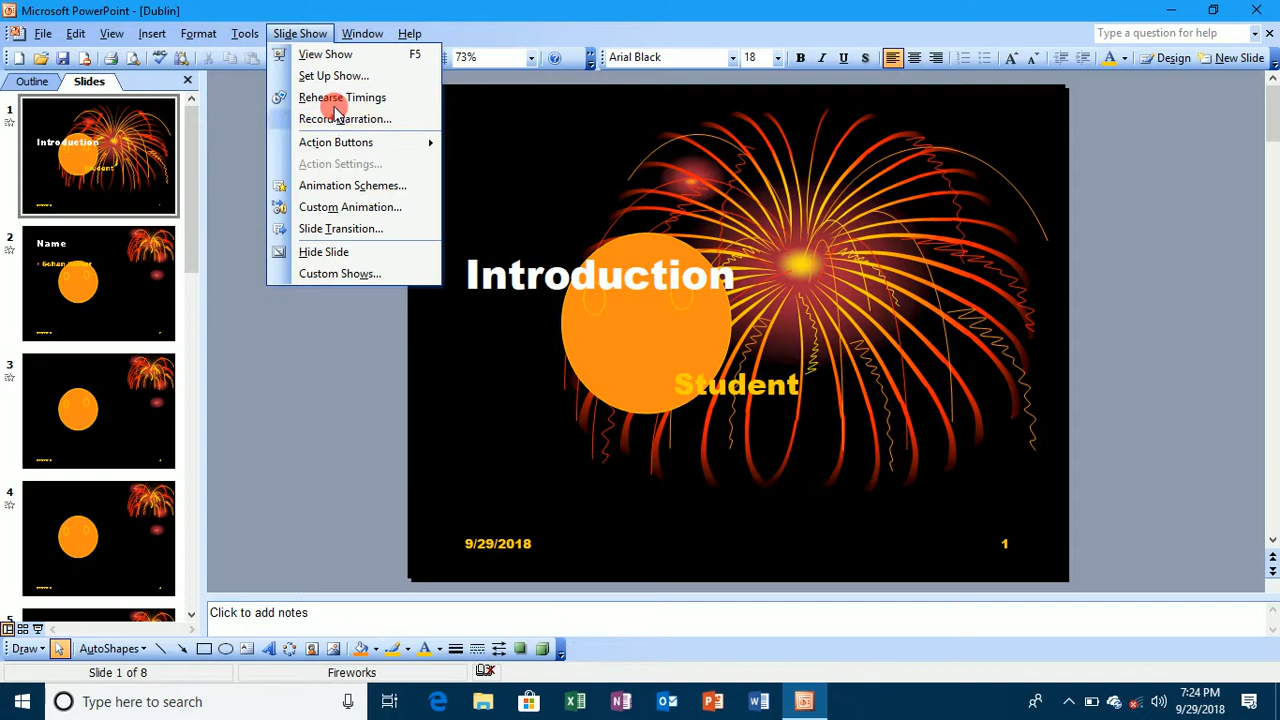 Microsoft PowerPoint - [Dublin]
File Edit View Insert Format Tools Slide Show Window Help
Type a question for help
73%
Arial Black
18
B I U S
A
Design
New Slide
Outline
Slides
View Show F5
Set Up Show...
Rehearse Timings
Record Narration...
Action Buttons
Action Settings...
Animation Schemes...
Custom Animation...
Slide Transition...
Hide Slide
Custom Shows...
1
Introduction
Student
2
Name
3
4
5
Introduction
Student
9/29/2018
1
Click to add notes
Draw
AutoShapes
A
Slide 1 of 8
Fireworks
Type here to search
7:24 PM
9/29/2018